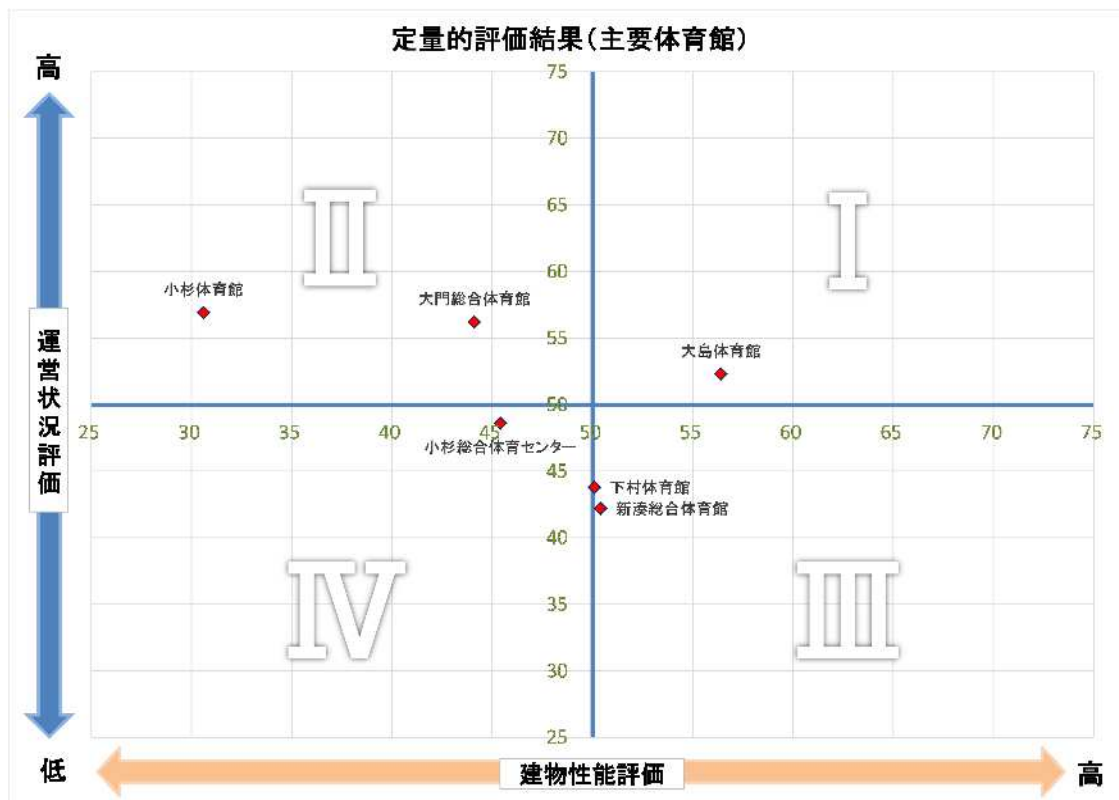 定量的評価結果（主要体育館）
高
75
70
65
Ⅱ
Ⅰ
60
小杉体育館
大門総合体育館
55
大島体育館
運営状況評価
50
25 30 35 40 45 50 55 60 65 70 75
小杉総合体育センター
45
下村体育館
新湊総合体育館
40
Ⅳ
Ⅲ
35
30
25
低
建物性能評価
高